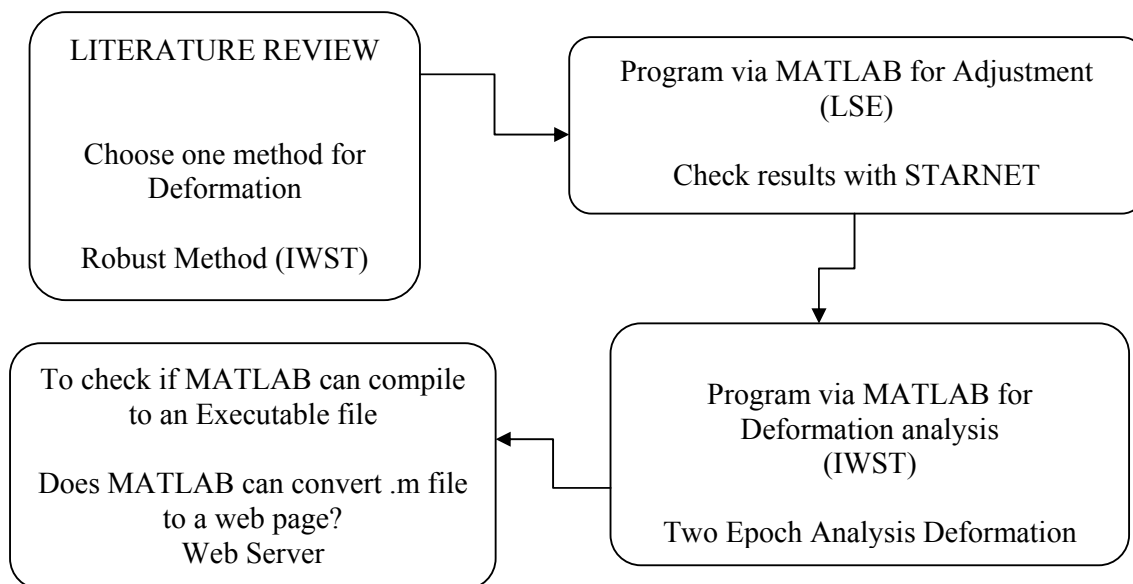 LITERATURE REVIEW
Choose one method for
Deformation
Robust Method (IWST)
Program via MATLAB for Adjustment
(LSE)
Check results with STARNET
Program via MATLAB for
Deformation analysis
(IWST)
Two Epoch Analysis Deformation
To check if MATLAB can compile
to an Executable file
Does MATLAB can convert .m file
to a web page?
Web Server